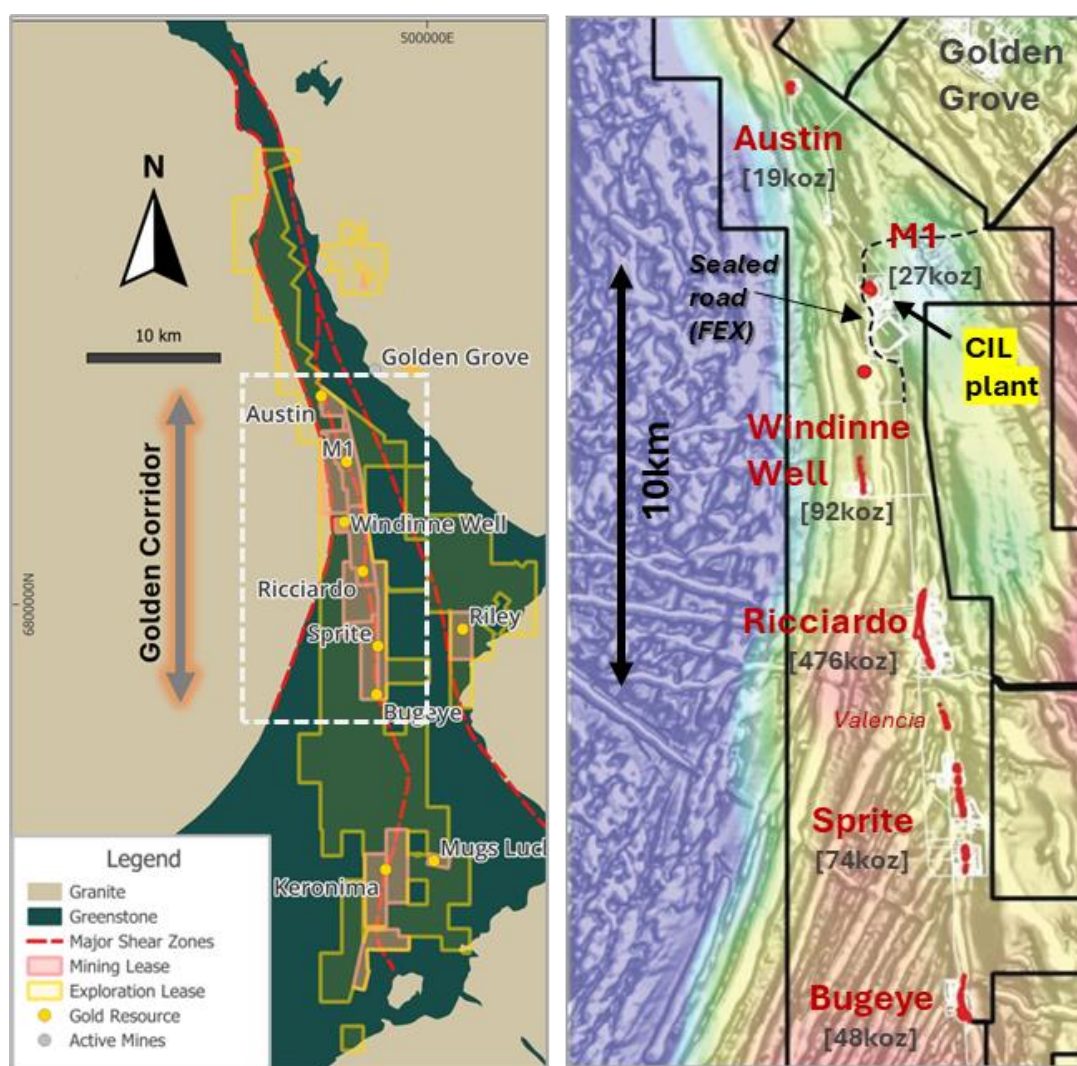 500000E
N
10 km
Golden Corridor
6800000N
Golden Grove
Austin
M1
Windinne Well
Ricciardo
Sprite
Riley
Bugeye
Mugs Luc
Keronima
Legend
Granite
Greenstone
Major Shear Zones
Mining Lease
Exploration Lease
Gold Resource
Active Mines
Golden
Grove
Austin
[19koz]
M1
[27koz]
Sealed
road
(FEX)
CIL
plant
10km
Windinne
Well
[92koz]
Ricciardo
[476koz]
Valencia
Sprite
[74koz]
Bugeye
[48koz]